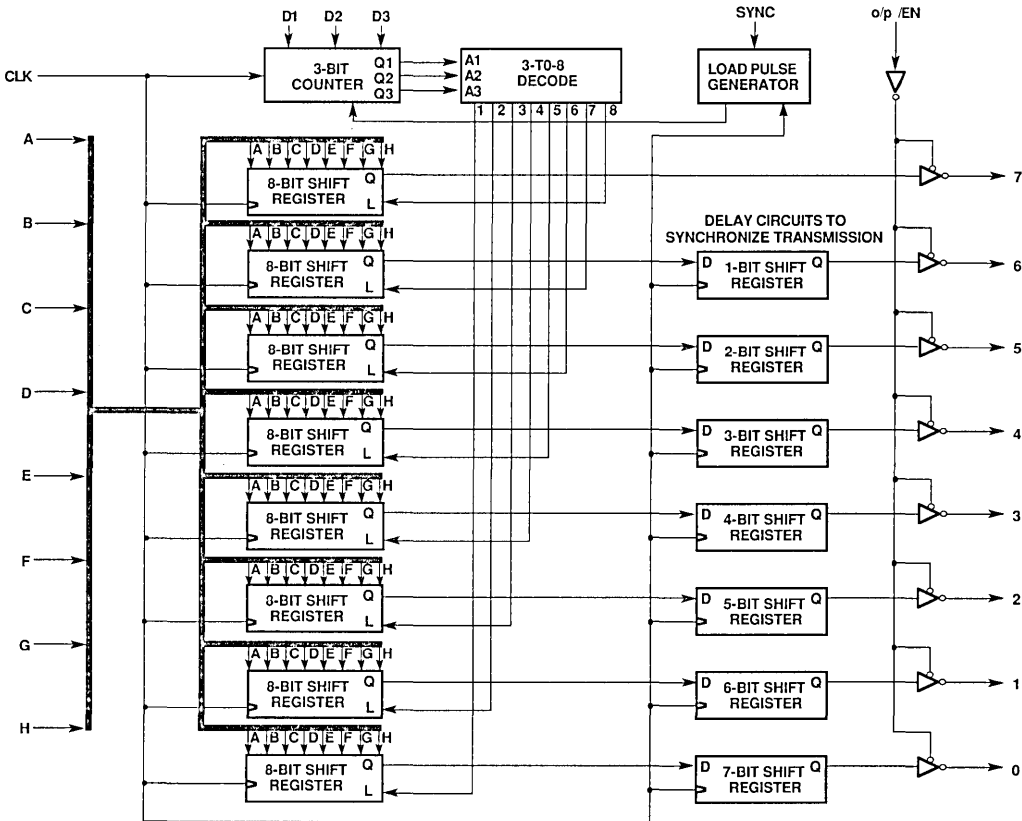 D1 D2 D3 SYNC o/p /EN
CLK
3-BIT COUNTER Q1 Q2 Q3
A1 A2 A3 3-T0-8 DECODE
1 2 3 4 5 6 7 8
LOAD PULSE GENERATOR
A
B
C
D
E
F
G
H
A B C D E F G H
8-BIT SHIFT REGISTER Q L
7
DELAY CIRCUITS TO
SYNCHRONIZE TRANSMISSION
A B C D E F G H
8-BIT SHIFT REGISTER Q L
D 1-BIT SHIFT REGISTER Q
6
A B C D E F G H
8-BIT SHIFT REGISTER Q L
D 2-BIT SHIFT REGISTER Q
5
A B C D E F G H
8-BIT SHIFT REGISTER Q L
D 3-BIT SHIFT REGISTER Q
4
A B C D E F G H
8-BIT SHIFT REGISTER Q L
D 4-BIT SHIFT REGISTER Q
3
A B C D E F G H
8-BIT SHIFT REGISTER Q L
D 5-BIT SHIFT REGISTER Q
2
A B C D E F G H
8-BIT SHIFT REGISTER Q L
D 6-BIT SHIFT REGISTER Q
1
A B C D E F G H
8-BIT SHIFT REGISTER Q L
D 7-BIT SHIFT REGISTER Q
0